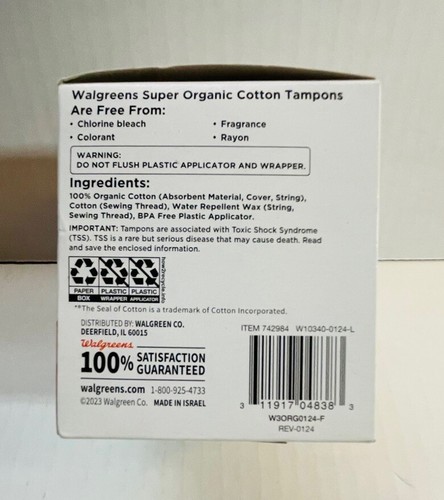 Walgreens Super Organic Cotton Tampons
Are Free From:
• Chlorine bleach • Fragrance
• Colorant • Rayon
WARNING:
DO NOT FLUSH PLASTIC APPLICATOR AND WRAPPER.
Ingredients:
100% Organic Cotton (Absorbent Material, Cover, String),
Cotton (Sewing Thread), Water Repellent Wax (String,
Sewing Thread), BPA Free Plastic Applicator.
IMPORTANT: Tampons are associated with Toxic Shock Syndrome
(TSS). TSS is a rare but serious disease that may cause death. Read
and save the enclosed information.
PAPER PLASTIC PLASTIC
BOX WRAPPER APPLICATOR
how2recycle.info
**The Seal of Cotton is a trademark of Cotton Incorporated.
DISTRIBUTED BY: WALGREEN CO.
DEERFIELD, IL 60015
Walgreens
100% SATISFACTION
GUARANTEED
walgreens.com 1-800-925-4733
©2023 Walgreen Co. MADE IN ISRAEL
ITEM 742984 W10340-0124-L
3 11917 04838 3
W3ORG0124-F
REV-0124